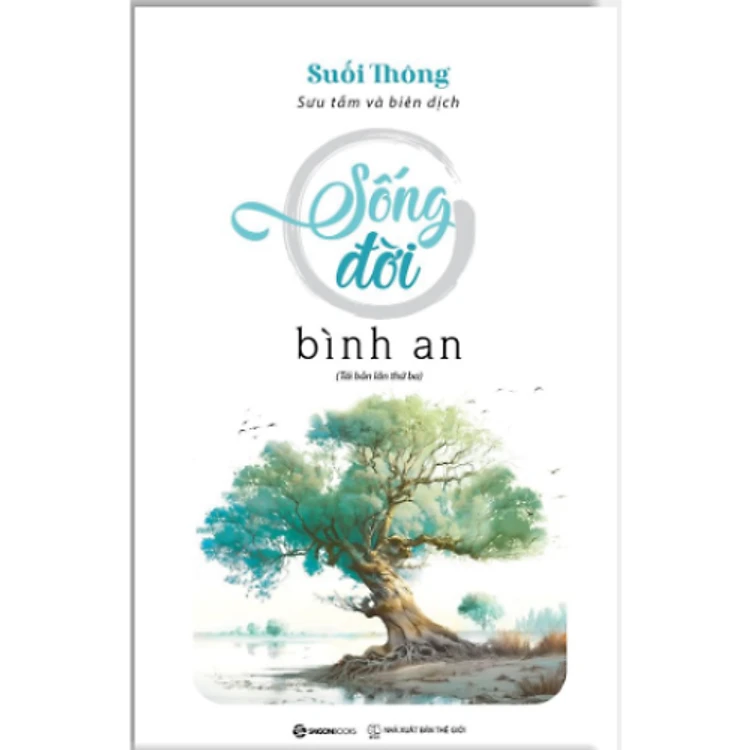 Suối Thông
Sưu tầm và biên dịch
Sống
đời
bình an
(Tái bản lần thứ ba)
SAIGONBOOKS
NHÀ XUẤT BẢN THẾ GIỚI